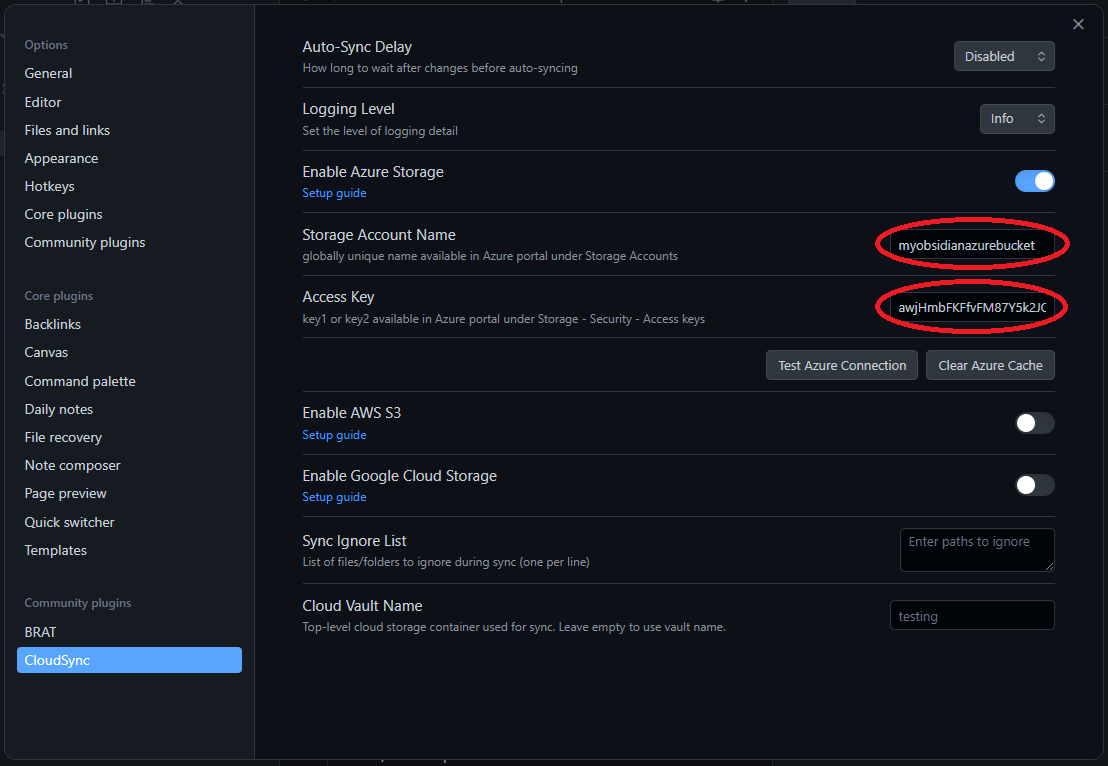 Options
General
Editor
Files and links
Appearance
Hotkeys
Core plugins
Community plugins
Core plugins
Backlinks
Canvas
Command palette
Daily notes
File recovery
Note composer
Page preview
Quick switcher
Templates
Community plugins
BRAT
CloudSync
Auto-Sync Delay
How long to wait after changes before auto-syncing
Disabled
Logging Level
Set the level of logging detail
Info
Enable Azure Storage
Setup guide
Storage Account Name
globally unique name available in Azure portal under Storage Accounts
myobsidianazurebucket
Access Key
key1 or key2 available in Azure portal under Storage - Security - Access keys
awjHmbFKFfvFM87Y5k2JC
Test Azure Connection
Clear Azure Cache
Enable AWS S3
Setup guide
Enable Google Cloud Storage
Setup guide
Sync Ignore List
List of files/folders to ignore during sync (one per line)
Enter paths to ignore
Cloud Vault Name
Top-level cloud storage container used for sync. Leave empty to use vault name.
testing